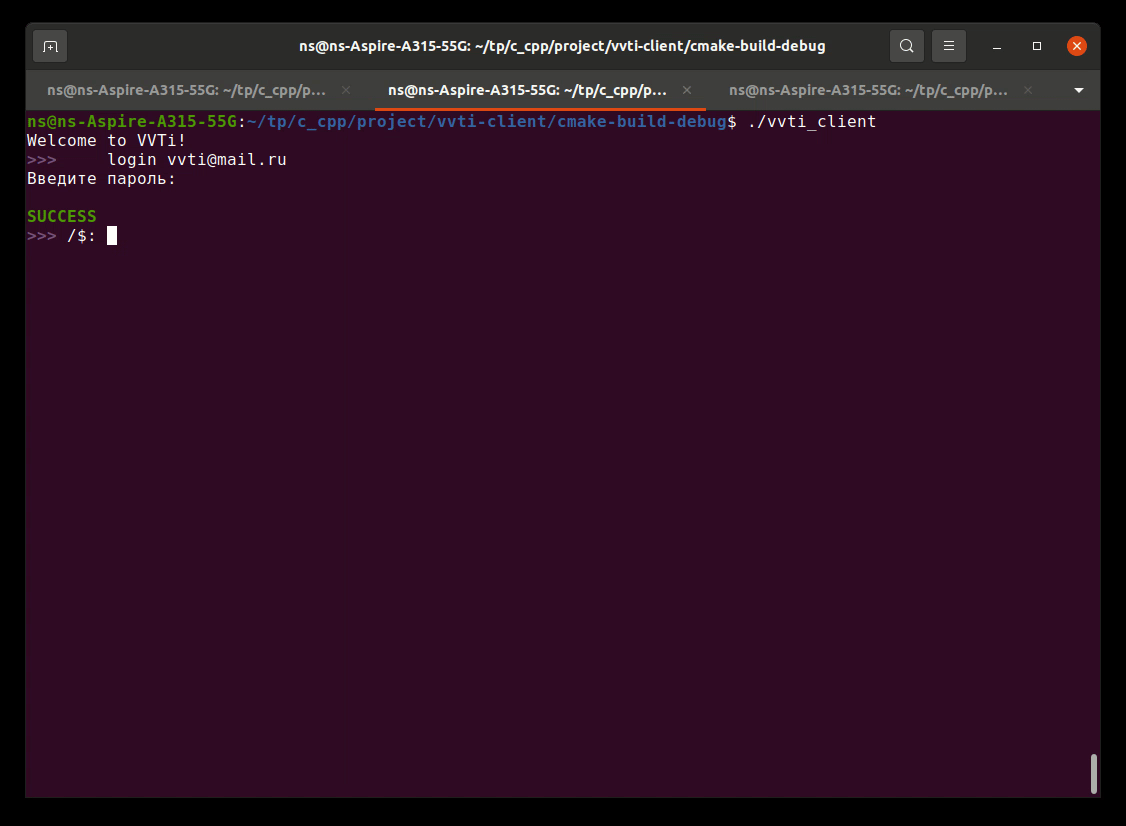 ns@ns-Aspire-A315-55G: ~/tp/c_cpp/project/vvti-client/cmake-build-debug
ns@ns-Aspire-A315-55G: ~/tp/c_cpp/p... ns@ns-Aspire-A315-55G: ~/tp/c_cpp/p... ns@ns-Aspire-A315-55G: ~/tp/c_cpp/p...
ns@ns-Aspire-A315-55G:~/tp/c_cpp/project/vvti-client/cmake-build-debug$ ./vvti_client
Welcome to VVTi!
>>>     login vvti@mail.ru
Введите пароль:
SUCCESS
>>> /$: